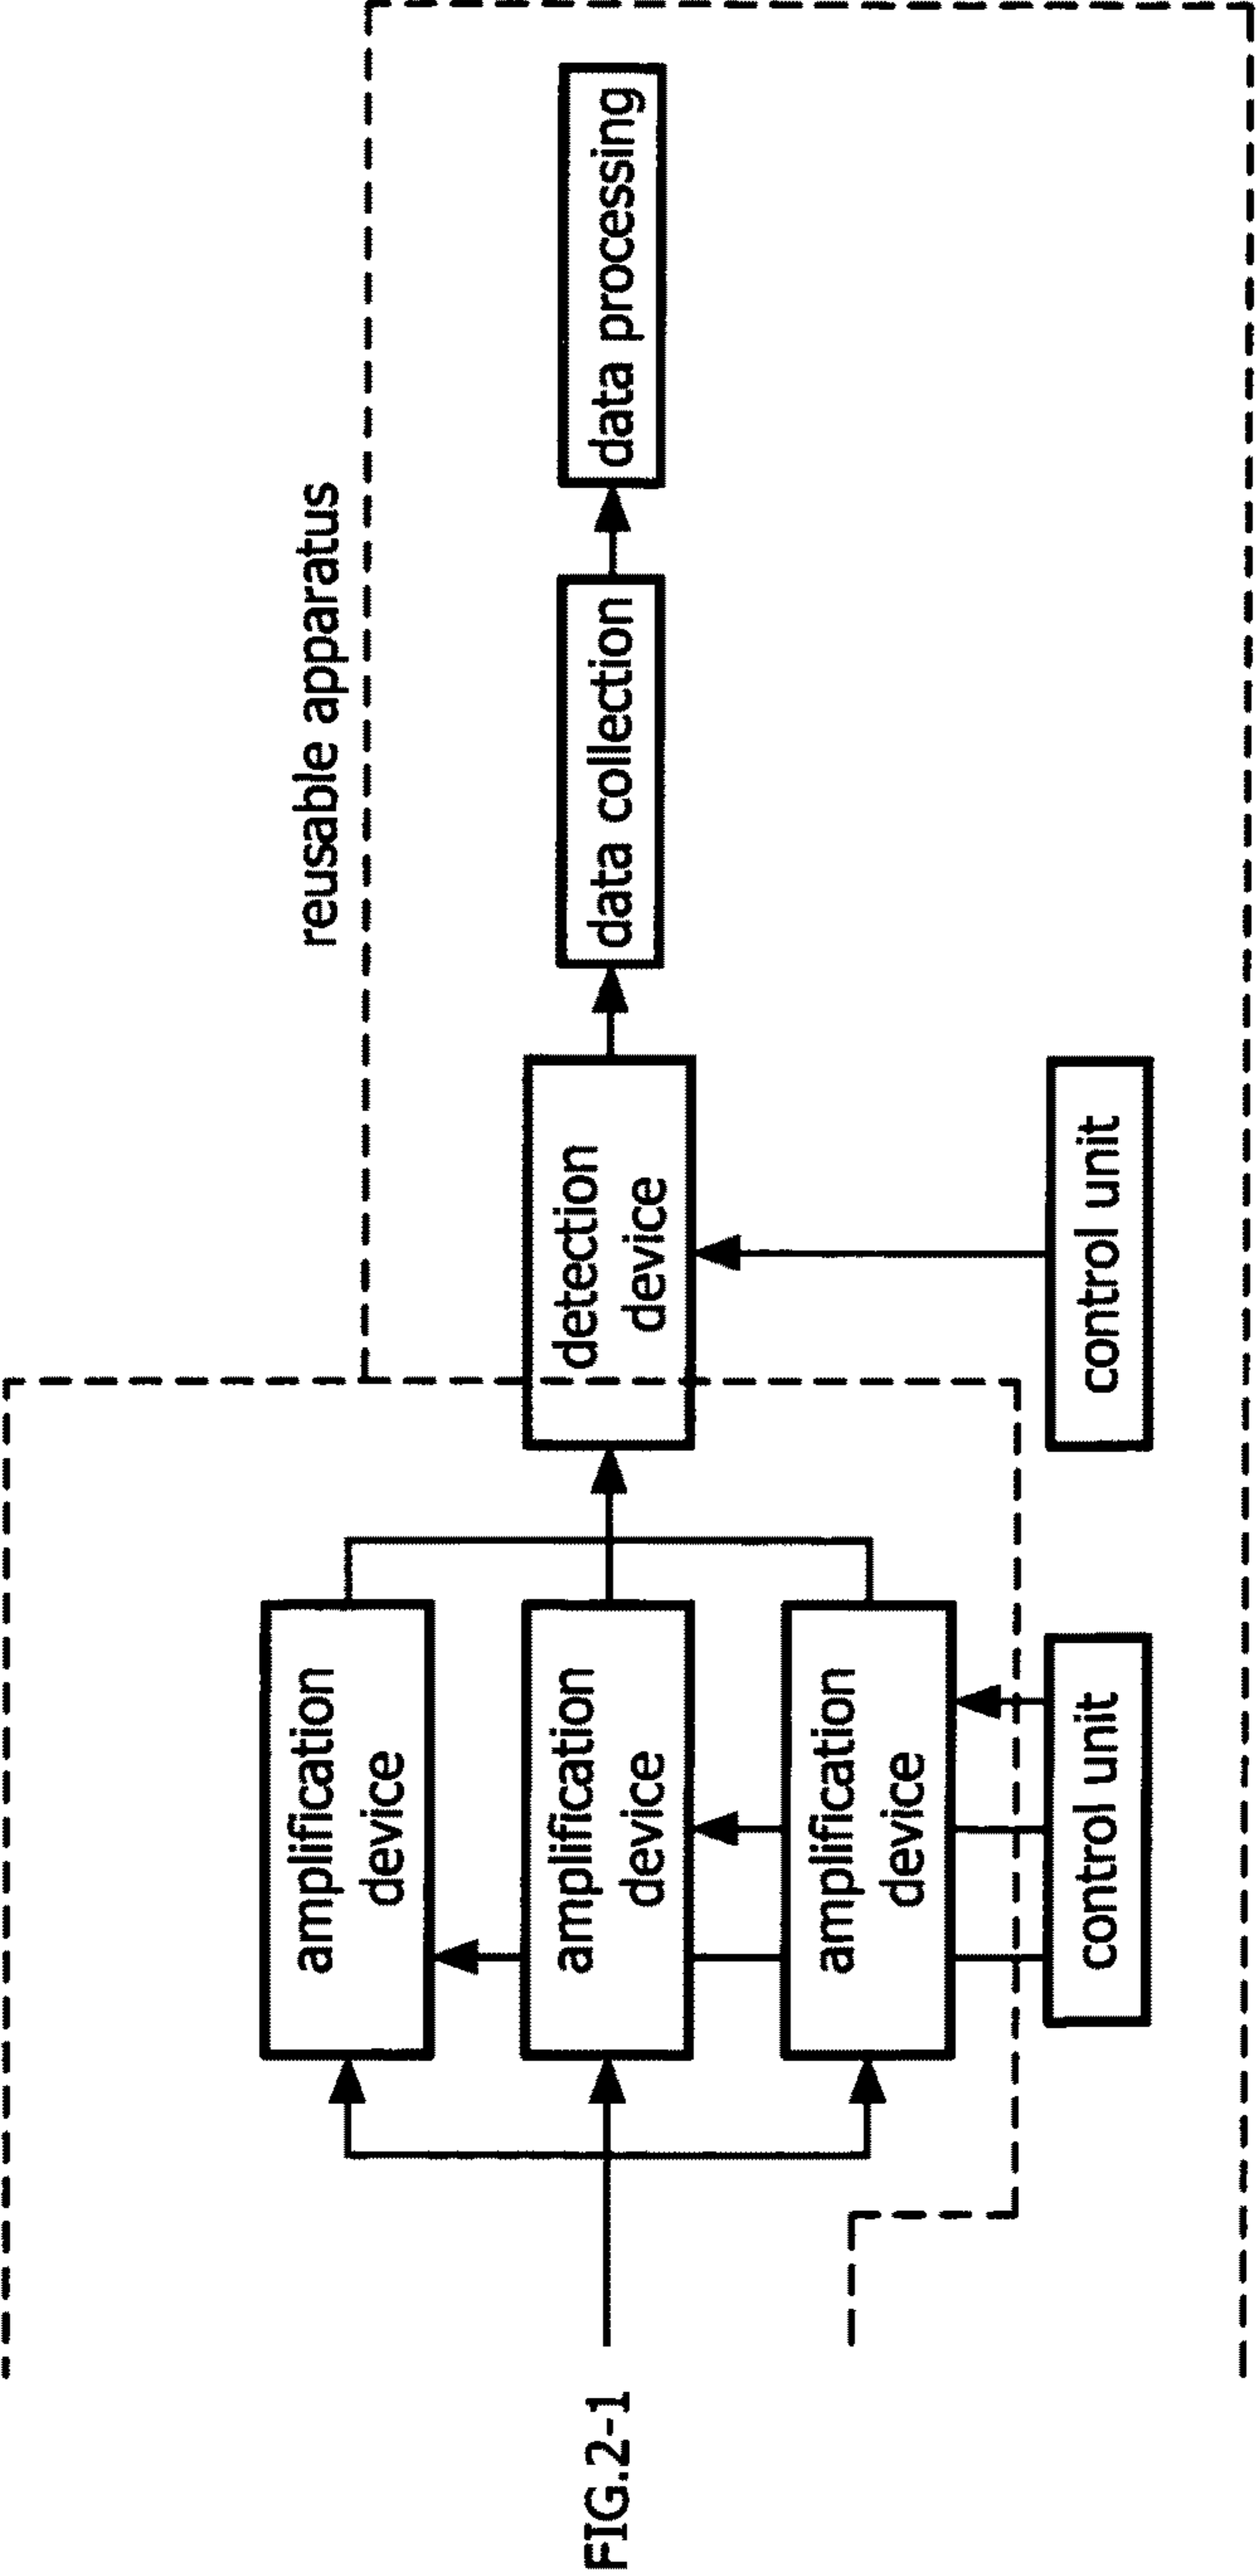 reusable apparatus
amplification
device
amplification
device
amplification
device
detection
device
data collection
data processing
control unit
control unit
FIG.2-1